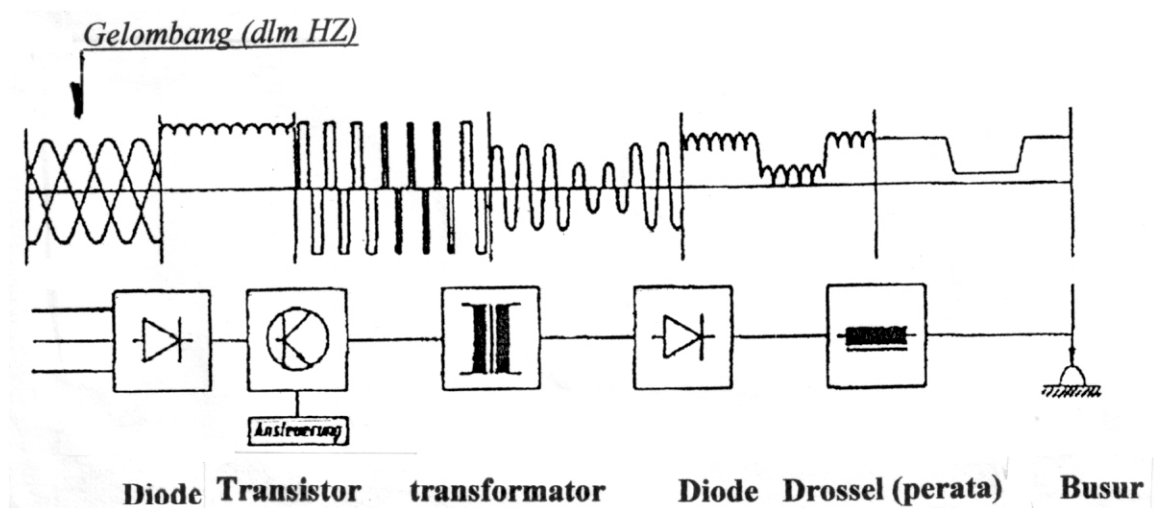 Gelombang (dlm HZ)
Ansteuerung
Diode Transistor transformator Diode Drossel (perata) Busur